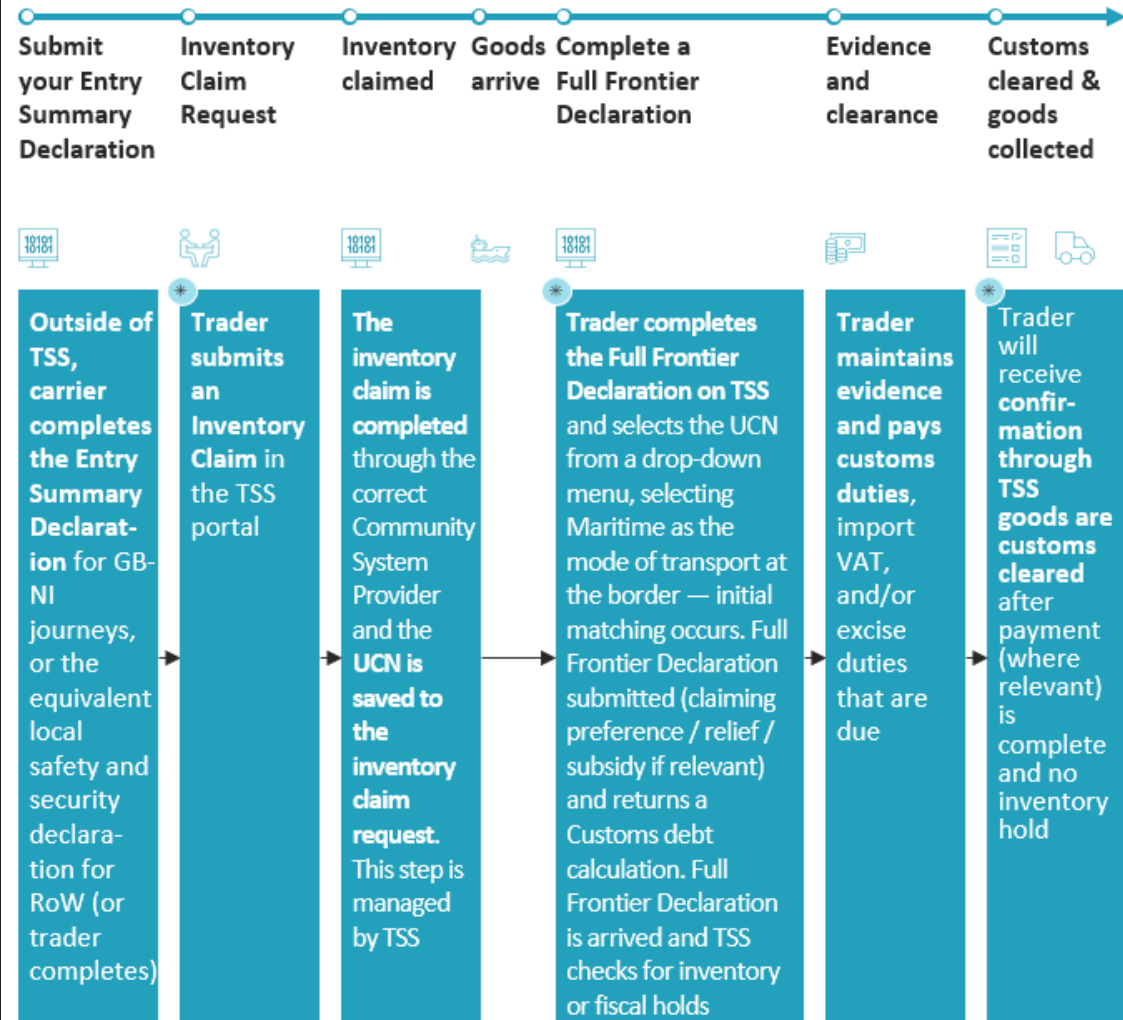 Submit
your Entry
Summary
Declaration
Inventory
Claim
Request
Inventory
claimed
Goods
arrive
Complete a
Full Frontier
Declaration
Evidence
and
clearance
Customs
cleared &
goods
collected
10101
10101
10101
10101
10101
10101
Outside of
TSS,
carrier
completes
the Entry
Summary
Declarat-
ion for GB-
NI
journeys,
or the
equivalent
local
safety and
security
declara-
tion for
RoW (or
trader
completes)
*
Trader
submits
an
Inventory
Claim in
the TSS
portal
The
inventory
claim is
completed
through the
correct
Community
System
Provider
and the
UCN is
saved to
the
inventory
claim
request.
This step is
managed
by TSS
*
Trader completes
the Full Frontier
Declaration on TSS
and selects the UCN
from a drop-down
menu, selecting
Maritime as the
mode of transport at
the border — initial
matching occurs. Full
Frontier Declaration
submitted (claiming
preference / relief /
subsidy if relevant)
and returns a
Customs debt
calculation. Full
Frontier Declaration
is arrived and TSS
checks for inventory
or fiscal holds
Trader
maintains
evidence
and pays
customs
duties,
import
VAT,
and/or
excise
duties
that are
due
*
Trader
will
receive
confir-
mation
through
TSS
goods are
customs
cleared
after
payment
(where
relevant)
is
complete
and no
inventory
hold